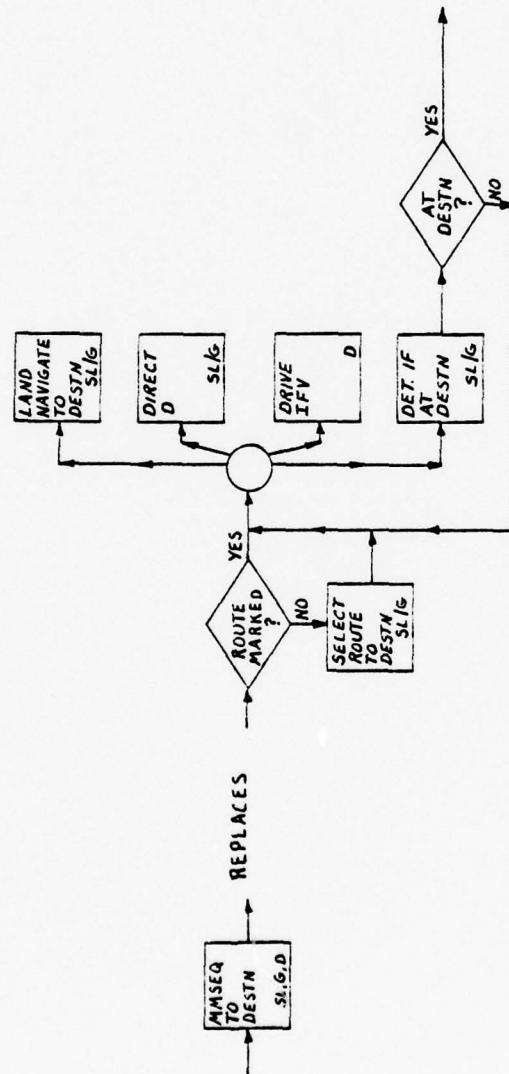 MMSEQ
TO
DESTN
SL,G,D
REPLACES
ROUTE
MARKED
?
YES
NO
SELECT
ROUTE
TO
DESTN
SL/G
LAND
NAVIGATE
TO
DESTN
SL/G
DIRECT
D
SL/G
DRIVE
IFV
D
DET. IF
AT
DESTN
SL/G
AT
DESTN
?
YES
NO